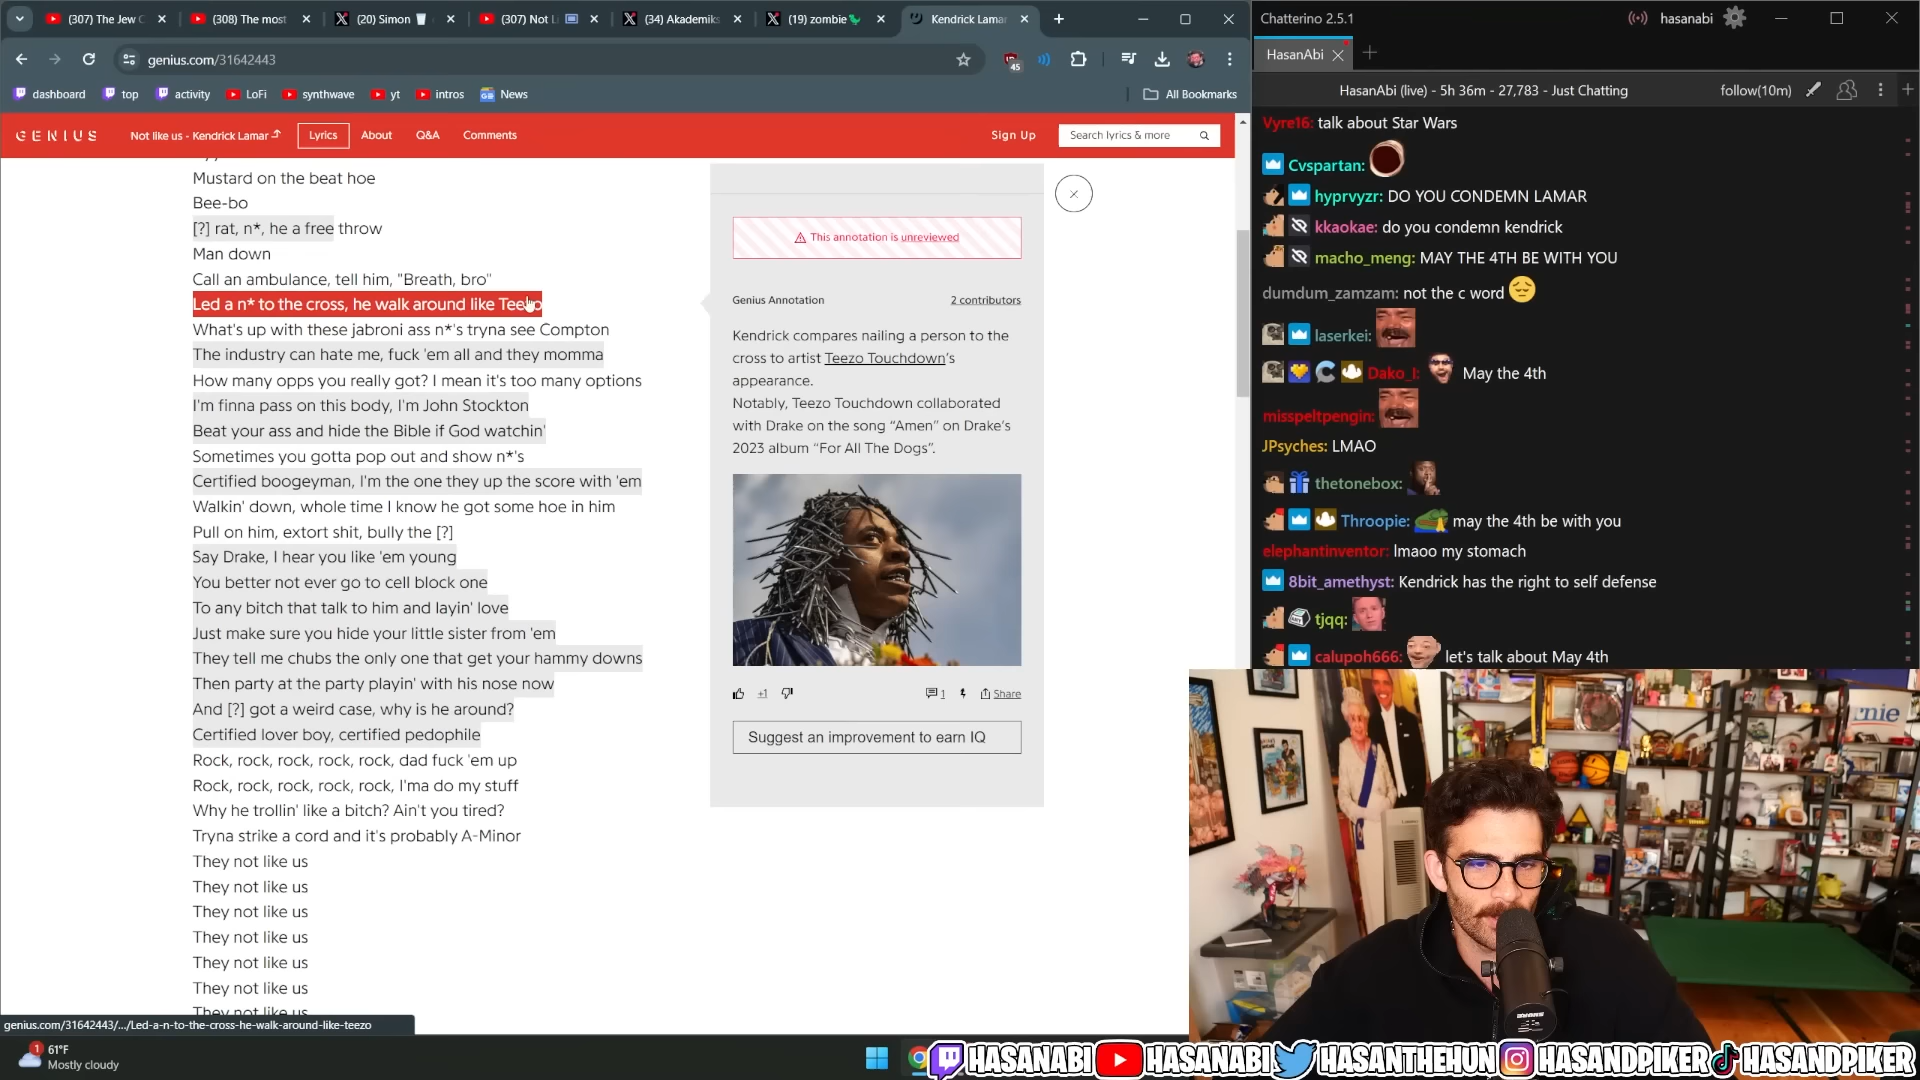 (307) The Jew C
(308) The most
(20) Simon
(307) Not Li
(34) Akademiks
(19) zombie
Kendrick Lamar
genius.com/31642443
45
dashboard
top
activity
LoFi
synthwave
yt
intros
News
All Bookmarks
GENIUS
Not like us - Kendrick Lamar
Lyrics
About
Q&A
Comments
Sign Up
Search lyrics & more
Mustard on the beat hoe
Bee-bo
[?] rat, n*, he a free throw
Man down
Call an ambulance, tell him, "Breath, bro"
Led a n* to the cross, he walk around like Teezo
What's up with these jabroni ass n*'s tryna see Compton
The industry can hate me, fuck 'em all and they momma
How many opps you really got? I mean it's too many options
I'm finna pass on this body, I'm John Stockton
Beat your ass and hide the Bible if God watchin'
Sometimes you gotta pop out and show n*'s
Certified boogeyman, I'm the one they up the score with 'em
Walkin' down, whole time I know he got some hoe in him
Pull on him, extort shit, bully the [?]
Say Drake, I hear you like 'em young
You better not ever go to cell block one
To any bitch that talk to him and layin' love
Just make sure you hide your little sister from 'em
They tell me chubs the only one that get your hammy downs
Then party at the party playin' with his nose now
And [?] got a weird case, why is he around?
Certified lover boy, certified pedophile
Rock, rock, rock, rock, rock, dad fuck 'em up
Rock, rock, rock, rock, rock, I'ma do my stuff
Why he trollin' like a bitch? Ain't you tired?
Tryna strike a cord and it's probably A-Minor
They not like us
They not like us
They not like us
They not like us
They not like us
They not like us
They not like us
genius.com/31642443/.../Led-a-n-to-the-cross-he-walk-around-like-teezo
This annotation is unreviewed
Genius Annotation
2 contributors
Kendrick compares nailing a person to the
cross to artist Teezo Touchdown's
appearance.
Notably, Teezo Touchdown collaborated
with Drake on the song "Amen" on Drake's
2023 album "For All The Dogs".
+1
1
Share
Suggest an improvement to earn IQ
1
61°F
Mostly cloudy
Chatterino 2.5.1
hasanabi
HasanAbi
HasanAbi (live) - 5h 36m - 27,783 - Just Chatting
follow(10m)
Vyre16: talk about Star Wars
Cvspartan:
hyprvyzr: DO YOU CONDEMN LAMAR
kkaokae: do you condemn kendrick
macho_meng: MAY THE 4TH BE WITH YOU
dumdum_zamzam: not the c word
laserkei:
Dako_I: May the 4th
misspeltpengin:
JPsyches: LMAO
thetonebox:
Throopie: may the 4th be with you
elephantinventor: lmaoo my stomach
8bit_amethyst: Kendrick has the right to self defense
tjqq:
calupoh666: let's talk about May 4th
rnie
HASANABI
HASANABI
HASANTHEHUN
HASANDPIKER
HASANDPIKER